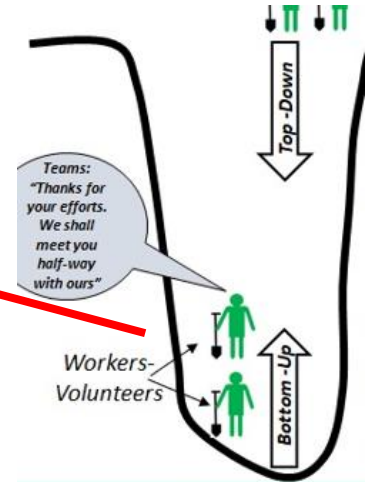 Top -Down
Teams:
"Thanks for
your efforts.
We shall
meet you
half-way
with ours"
Workers-
Volunteers
Bottom -Up